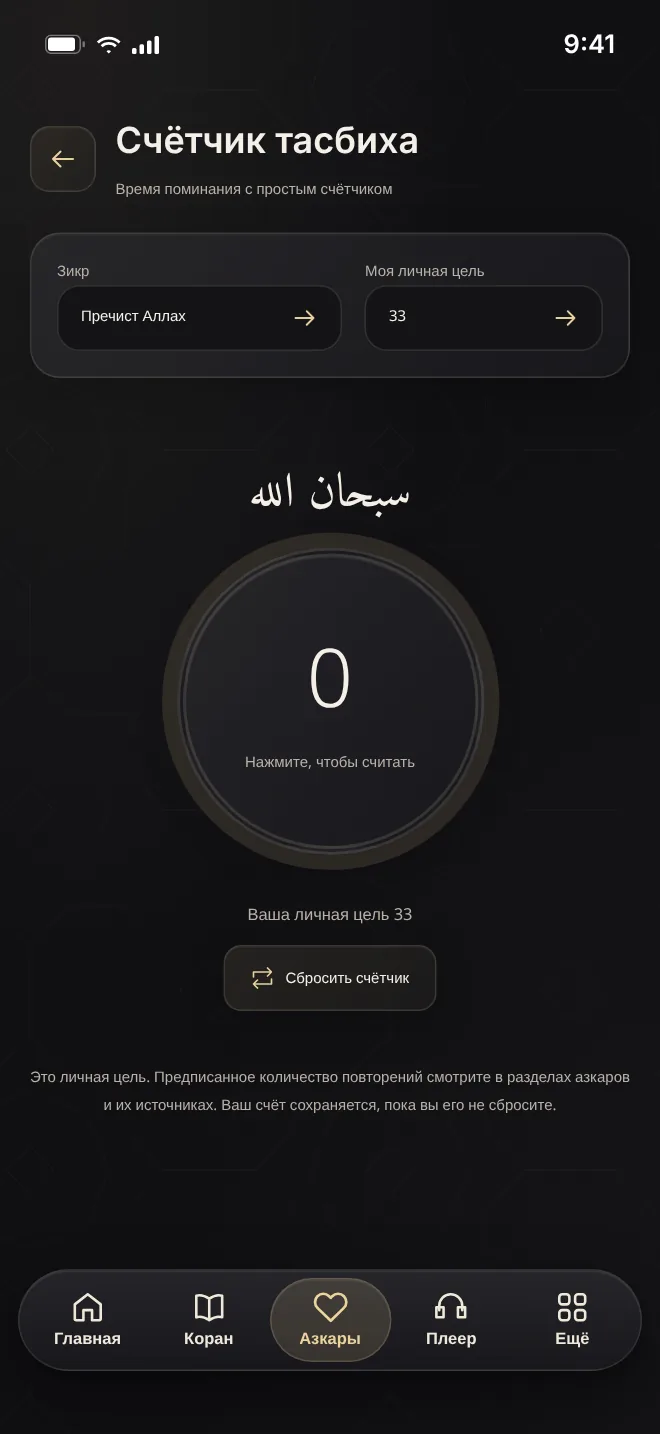 9:41
Счётчик тасбиха
Время поминания с простым счётчиком
Зикр
Моя личная цель
Пречист Аллах
33
سبحان الله
0
Нажмите, чтобы считать
Ваша личная цель 33
Сбросить счётчик
Это личная цель. Предписанное количество повторений смотрите в разделах азкаров
и их источниках. Ваш счёт сохраняется, пока вы его не сбросите.
Главная
Коран
Азкары
Плеер
Ещё